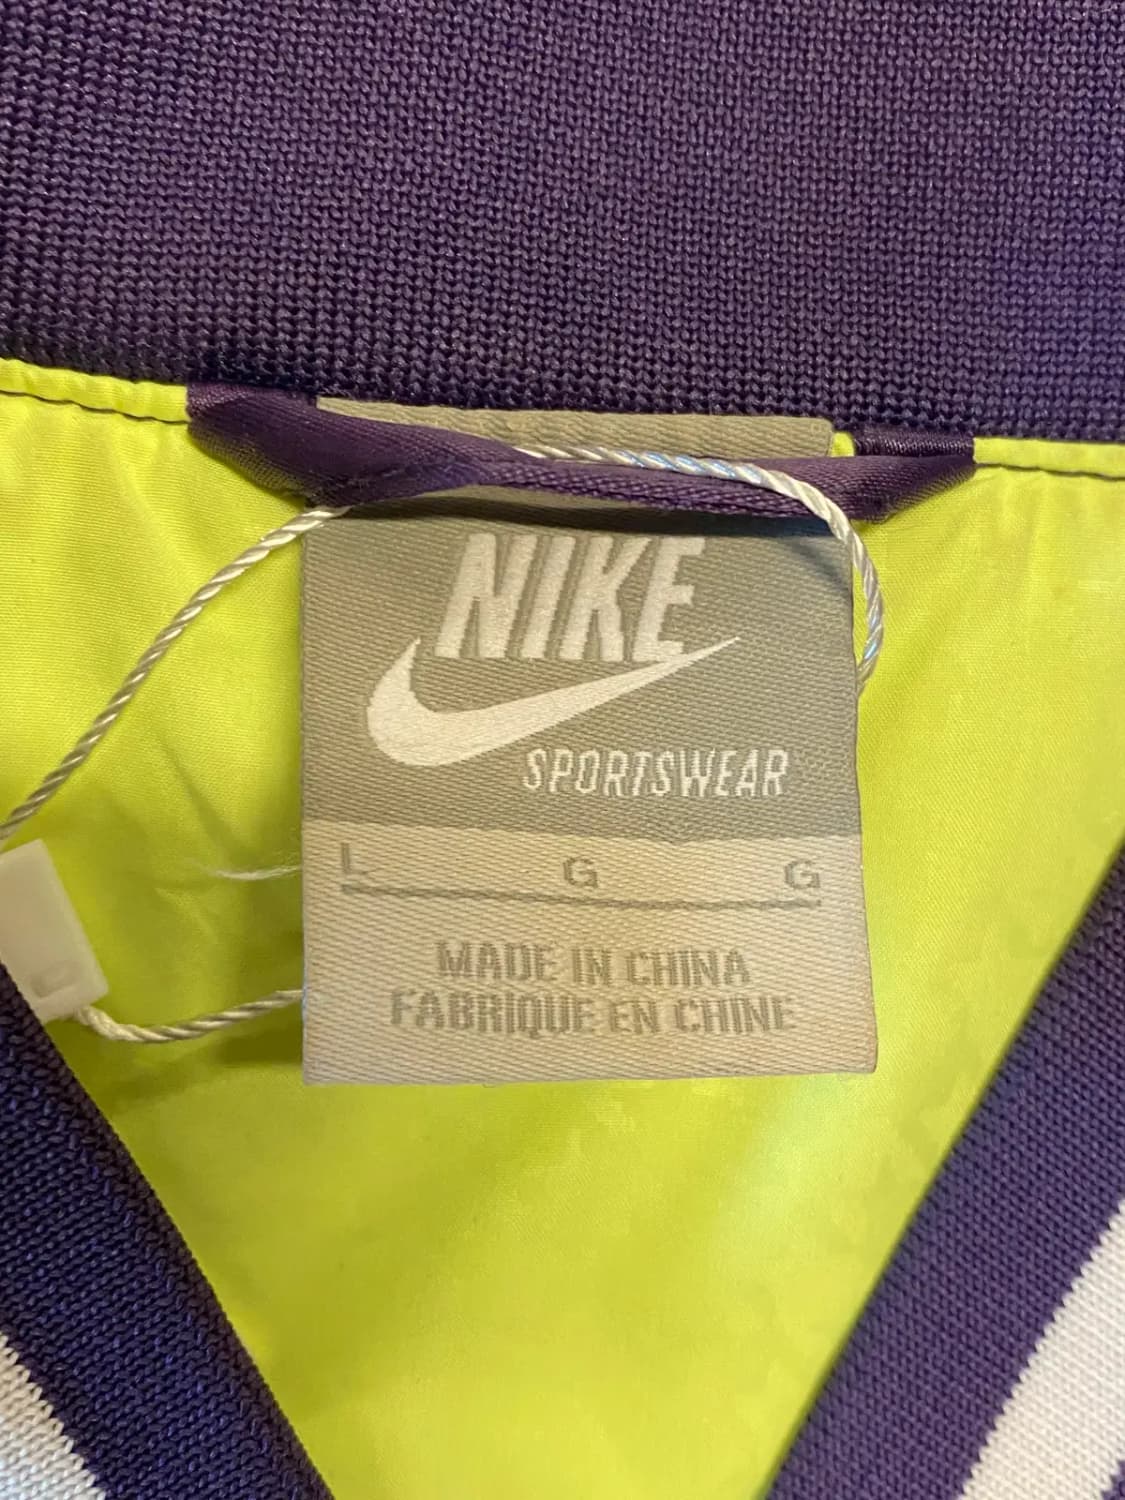 NIKE
SPORTSWEAR
L G G
MADE IN CHINA
FABRIQUE EN CHINE